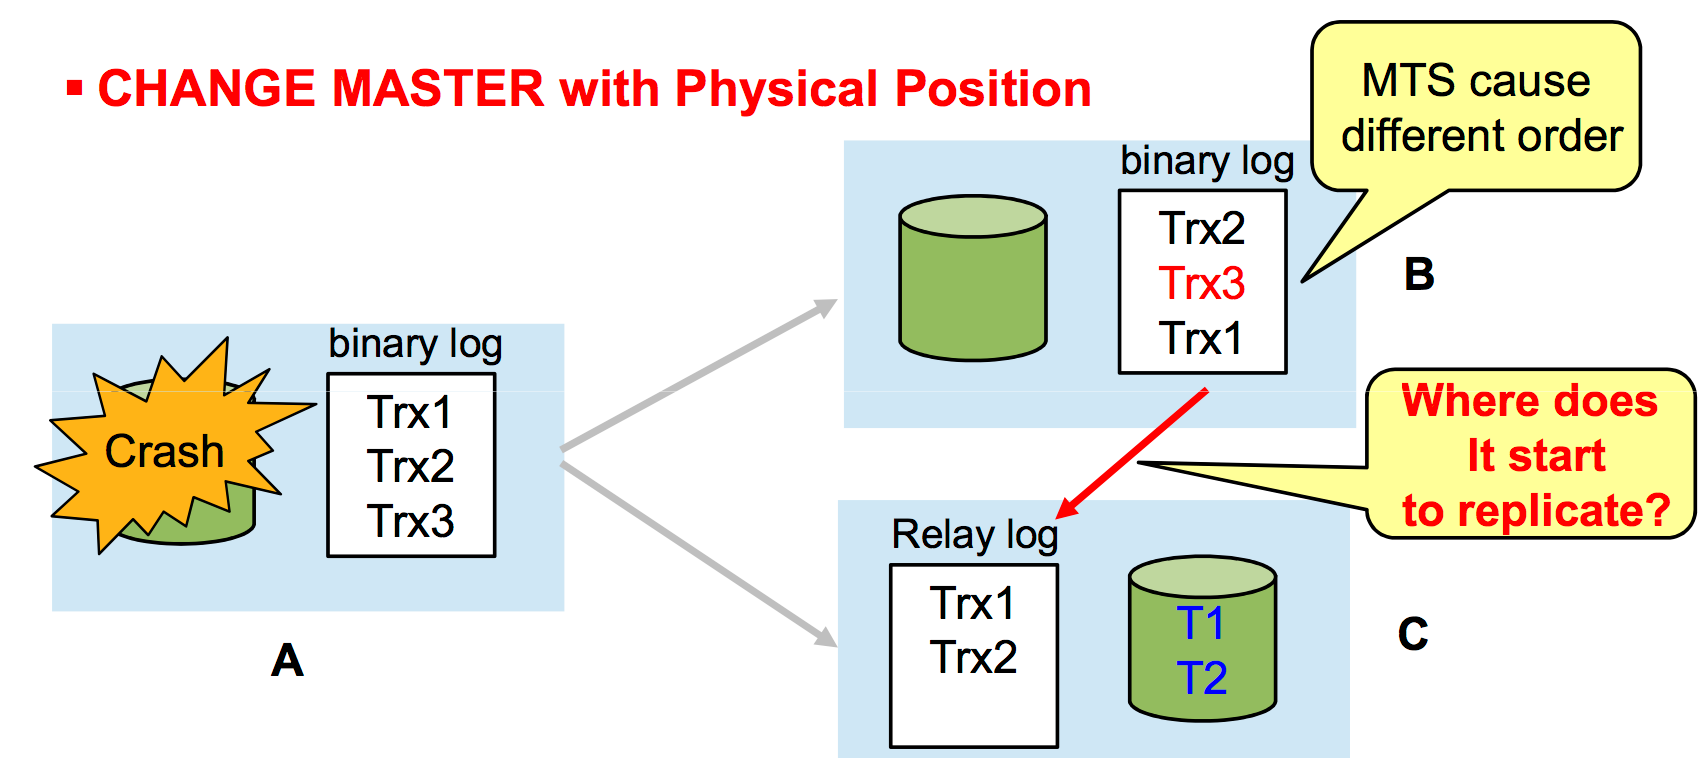 ▪ CHANGE MASTER with Physical Position
MTS cause
different order
binary log
Trx2
Trx3
Trx1
B
binary log
Trx1
Trx2
Trx3
Crash
A
Where does
It start
to replicate?
Relay log
Trx1
Trx2
T1
T2
C